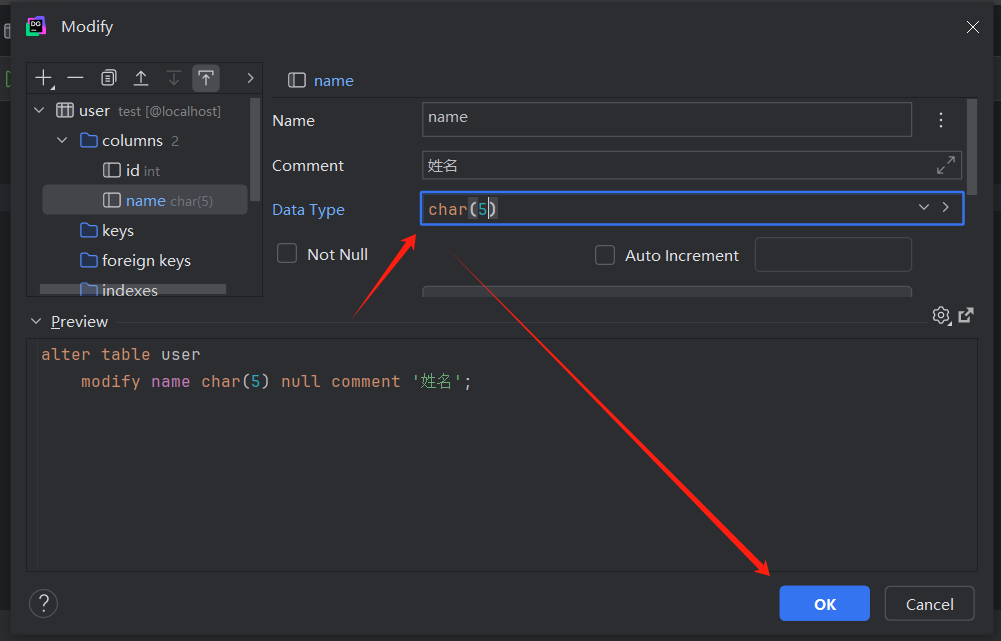 DG
Modify
user test [@localhost]
columns 2
id int
name char(5)
keys
foreign keys
indexes
name
Name
name
Comment
姓名
Data Type
char(5)
Not Null
Auto Increment
Preview
alter table user
modify name char(5) null comment '姓名';
?
OK
Cancel